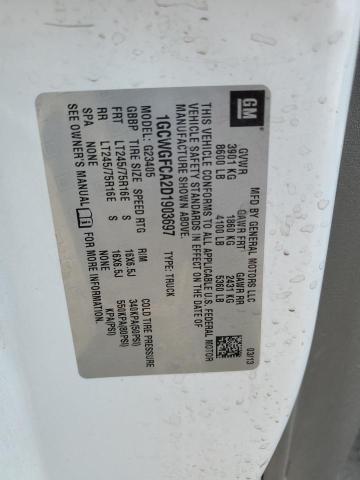 GM
MFD BY GENERAL MOTORS LLC
03/13
GVWR GAWR FRT GAWR RR
3901 KG 1860 KG 2431 KG
8600 LB 4100 LB 5360 LB
THIS VEHICLE CONFORMS TO ALL APPLICABLE U.S. FEDERAL MOTOR
VEHICLE SAFETY STANDARDS IN EFFECT ON THE DATE OF
MANUFACTURE SHOWN ABOVE.
1GCWGFCA2D1903697 TYPE: TRUCK
MODEL: G23405
GBBP TIRE SIZE SPEED RTG RIM COLD TIRE PRESSURE
FRT LT245/75R16E S 16X6.5J 340KPA(50PSI)
RR LT245/75R16E S 16X6.5J 550KPA(80PSI)
SPA NONE NONE KPA(PSI)
SEE OWNER'S MANUAL FOR MORE INFORMATION.